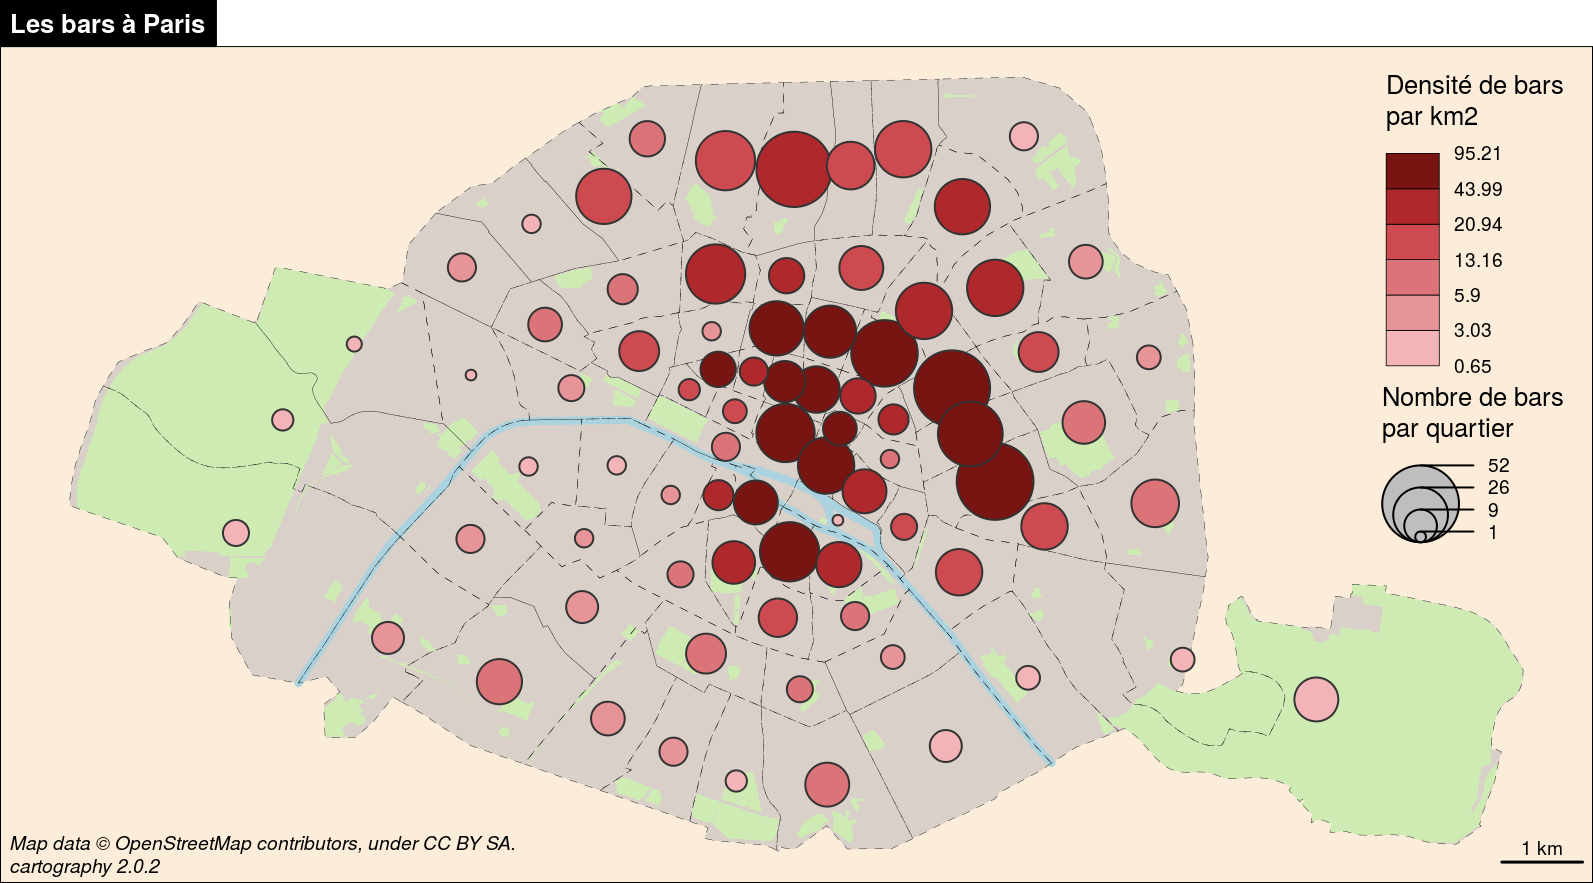 Les bars à Paris
Densité de bars
par km2
95.21
43.99
20.94
13.16
5.9
3.03
0.65
Nombre de bars
par quartier
52
26
9
1
Map data © OpenStreetMap contributors, under CC BY SA.
cartography 2.0.2
1 km